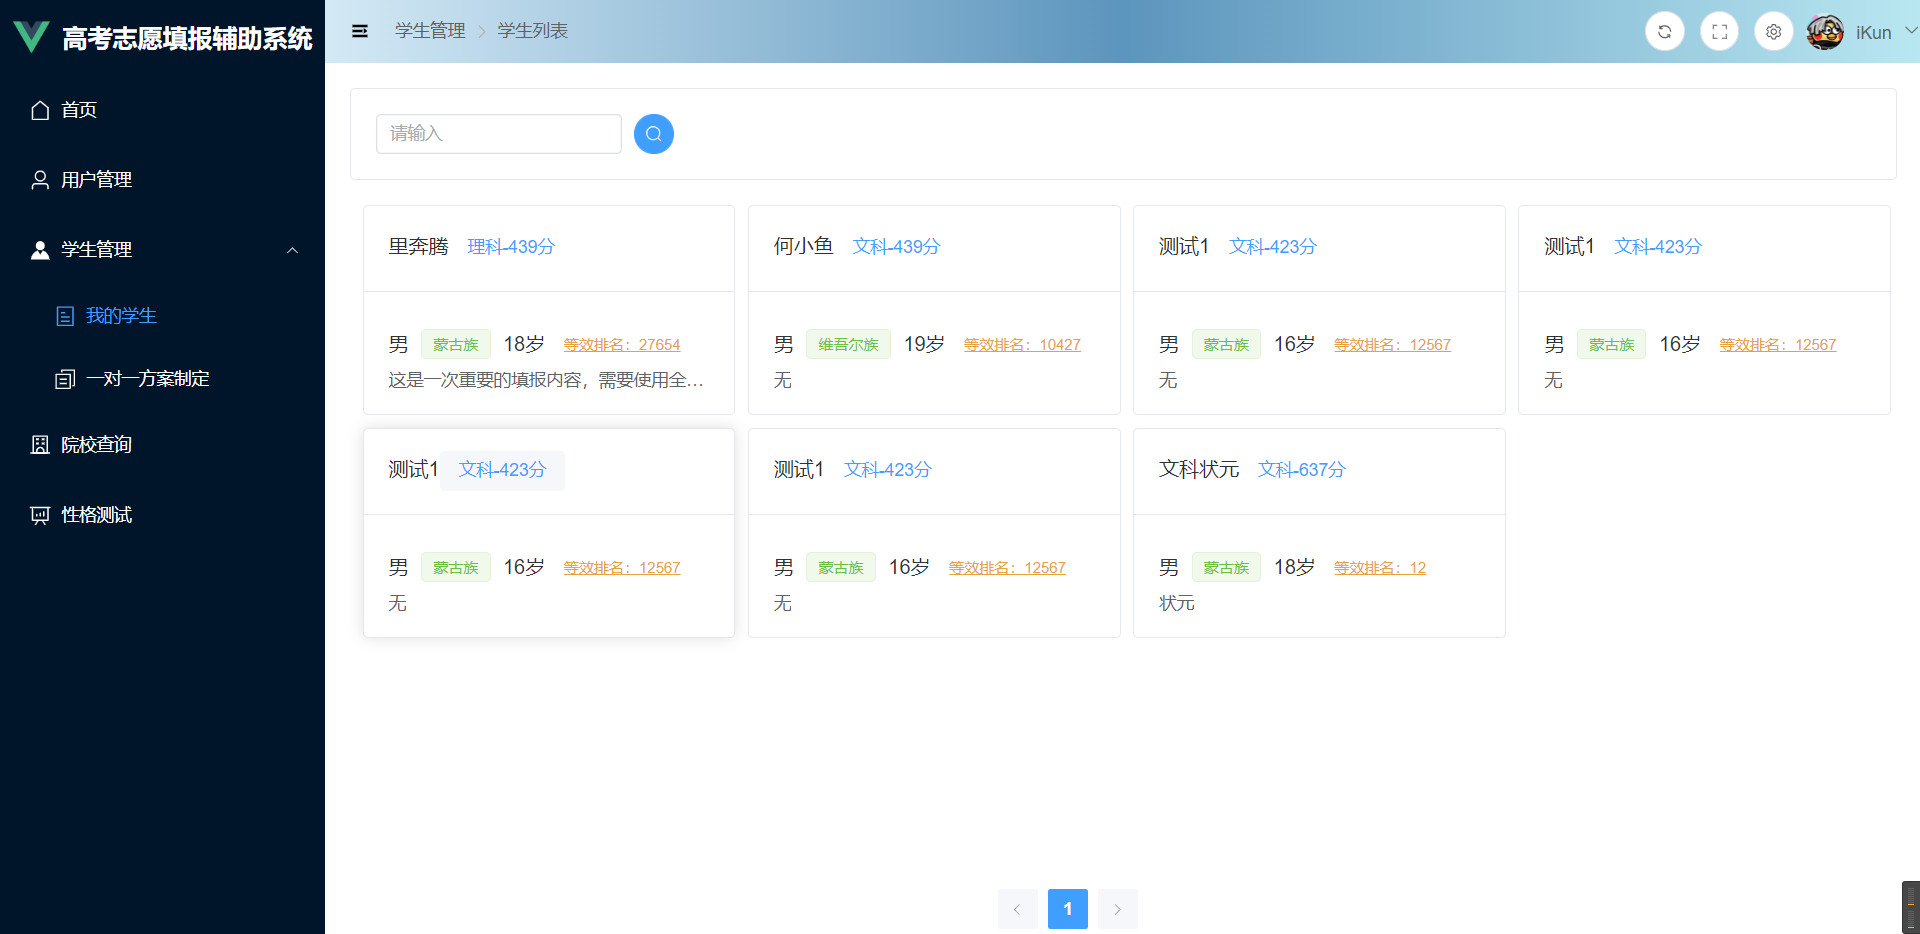 高考志愿填报辅助系统
首页
用户管理
学生管理
我的学生
一对一方案制定
院校查询
性格测试
学生管理 > 学生列表
iKun
请输入
里奔腾 理科-439分
男 蒙古族 18岁 等效排名：27654
这是一次重要的填报内容，需要使用全…
何小鱼 文科-439分
男 维吾尔族 19岁 等效排名：10427
无
测试1 文科-423分
男 蒙古族 16岁 等效排名：12567
无
测试1 文科-423分
男 蒙古族 16岁 等效排名：12567
无
测试1 文科-423分
男 蒙古族 16岁 等效排名：12567
无
测试1 文科-423分
男 蒙古族 16岁 等效排名：12567
无
文科状元 文科-637分
男 蒙古族 18岁 等效排名：12
状元
1